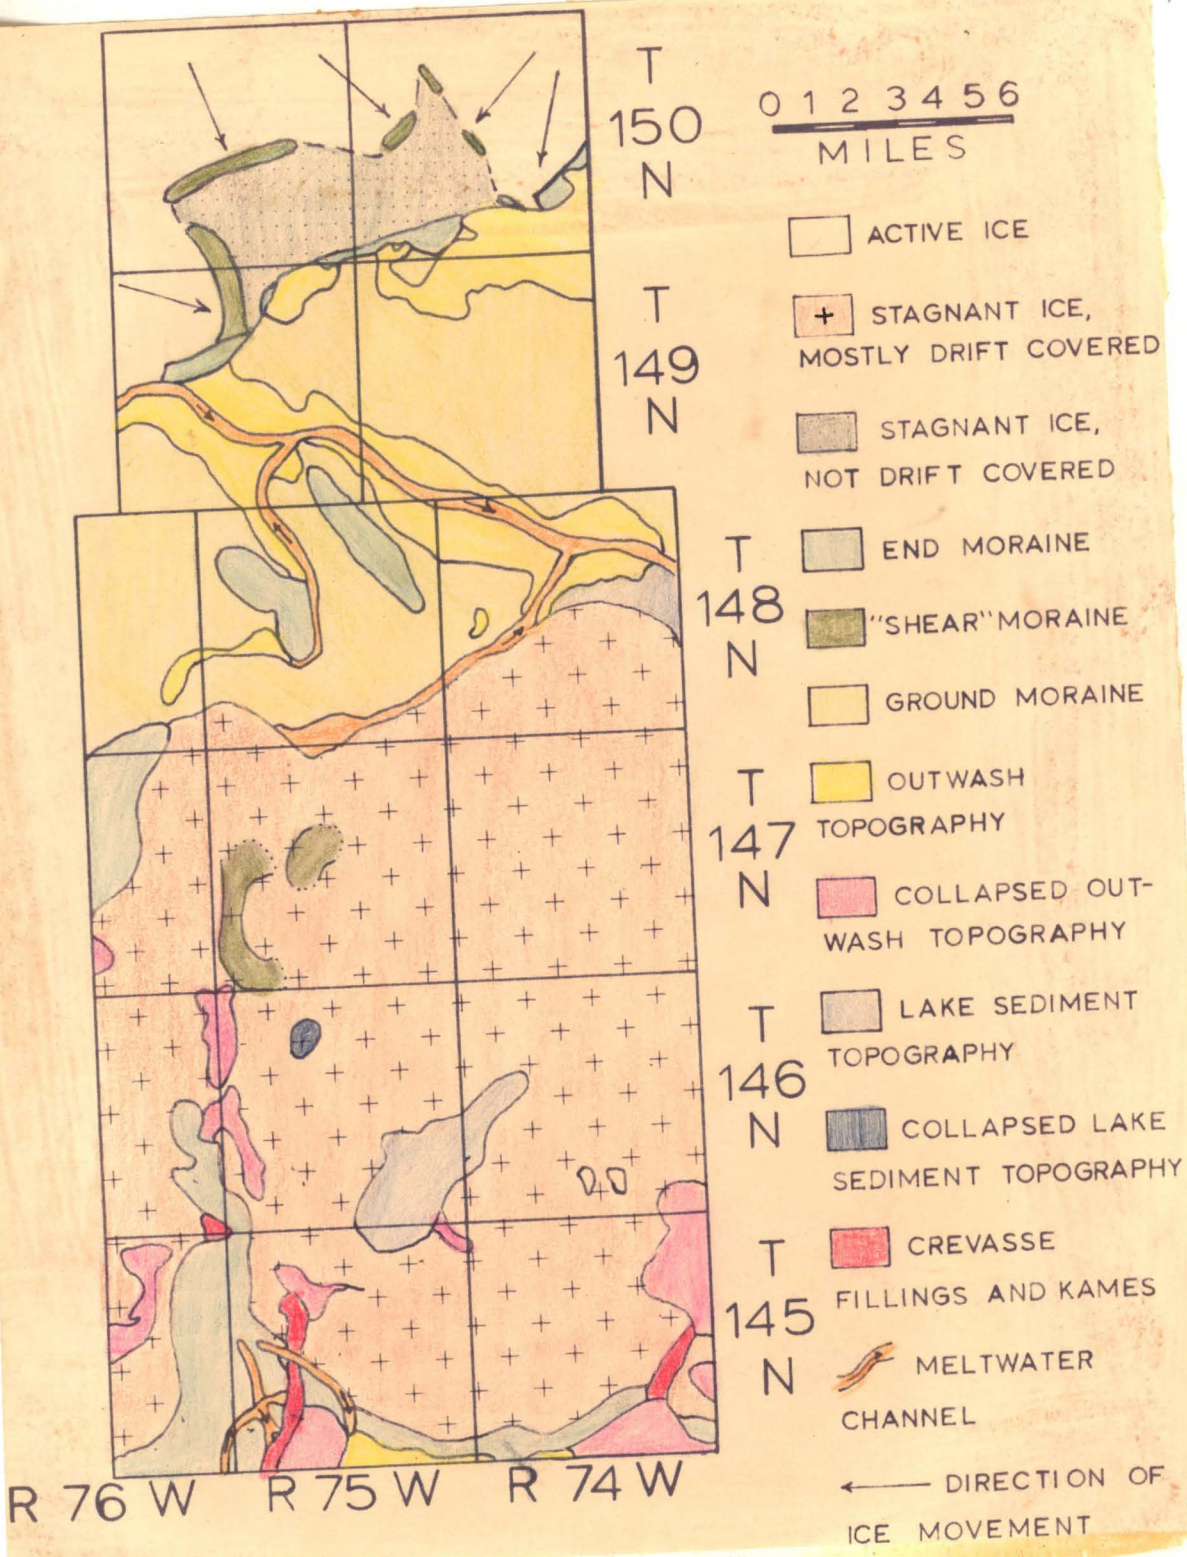 T
150
N
T
149
N
T
148
N
T
147
N
T
146
N
T
145
N
R 76 W R 75 W R 74 W
0 1 2 3 4 5 6
MILES
ACTIVE ICE
+ STAGNANT ICE,
MOSTLY DRIFT COVERED
STAGNANT ICE,
NOT DRIFT COVERED
END MORAINE
"SHEAR" MORAINE
GROUND MORAINE
OUTWASH
TOPOGRAPHY
COLLAPSED OUT-
WASH TOPOGRAPHY
LAKE SEDIMENT
TOPOGRAPHY
COLLAPSED LAKE
SEDIMENT TOPOGRAPHY
CREVASSE
FILLINGS AND KAMES
MELTWATER
CHANNEL
DIRECTION OF
ICE MOVEMENT